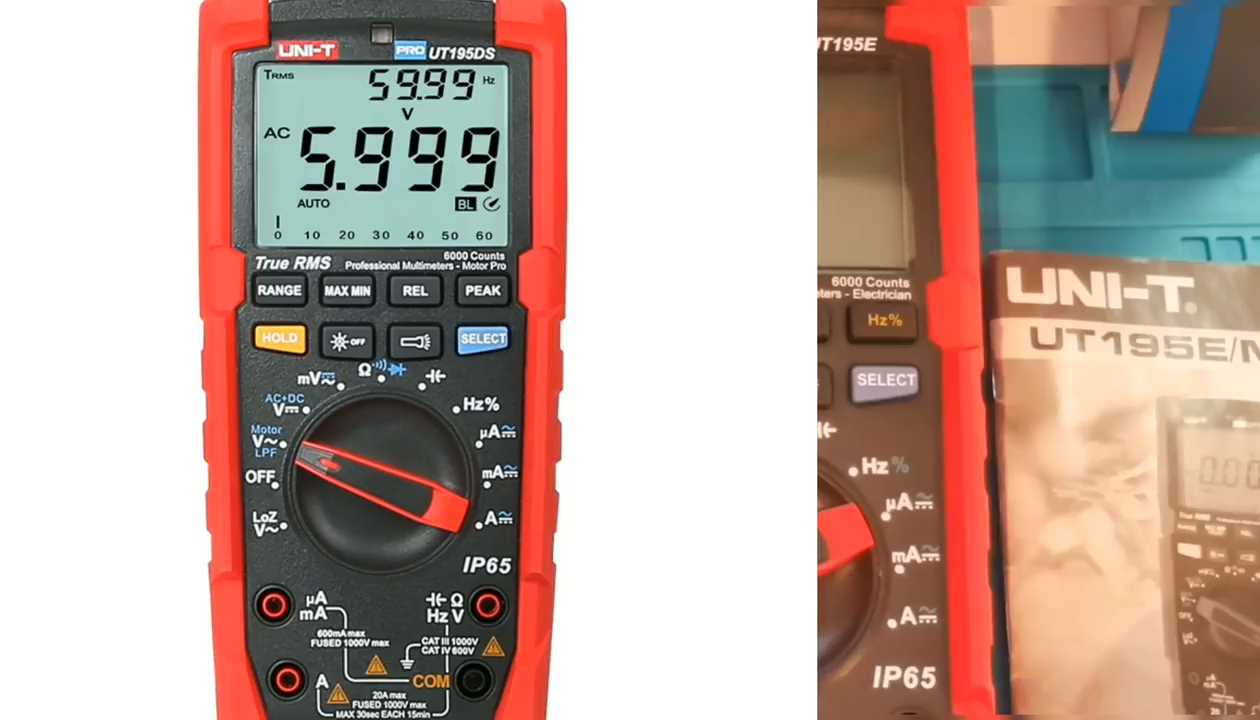 UNI-T PRO UT195DS
TRMS 59.99 Hz
V
AC 5.999
AUTO BL
0 10 20 30 40 50 60
6000 Counts
True RMS Professional Multimeters - Motor Pro
RANGE MAX MIN REL PEAK
HOLD OFF SELECT
mV Ω
AC+DC
V Hz%
Motor
V~ µA
LPF
OFF mA
LoZ
V~ A
IP65
µA Ω
mA Hz V
600mA max
FUSED 1000V max
CAT III 1000V
CAT IV 600V
A COM
20A max
FUSED 1000V max
MAX 30sec EACH 15min
UT195E
6000 Counts
- Electrician
Hz%
SELECT
Hz%
µA
mA
A
IP65
UNI-T
UT195E/
True RMS